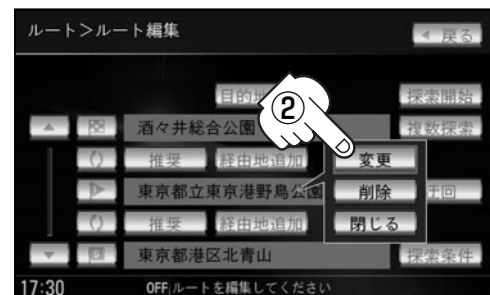 ルート＞ルート編集
戻る
目的地
探索開始
②
酒々井総合公園
複数探索
推奨 経由地追加 変更
東京都立東京港野鳥公園 削除 迂回
推奨 経由地追加 閉じる
東京都港区北青山 探索条件
17:30 OFF ルートを編集してください